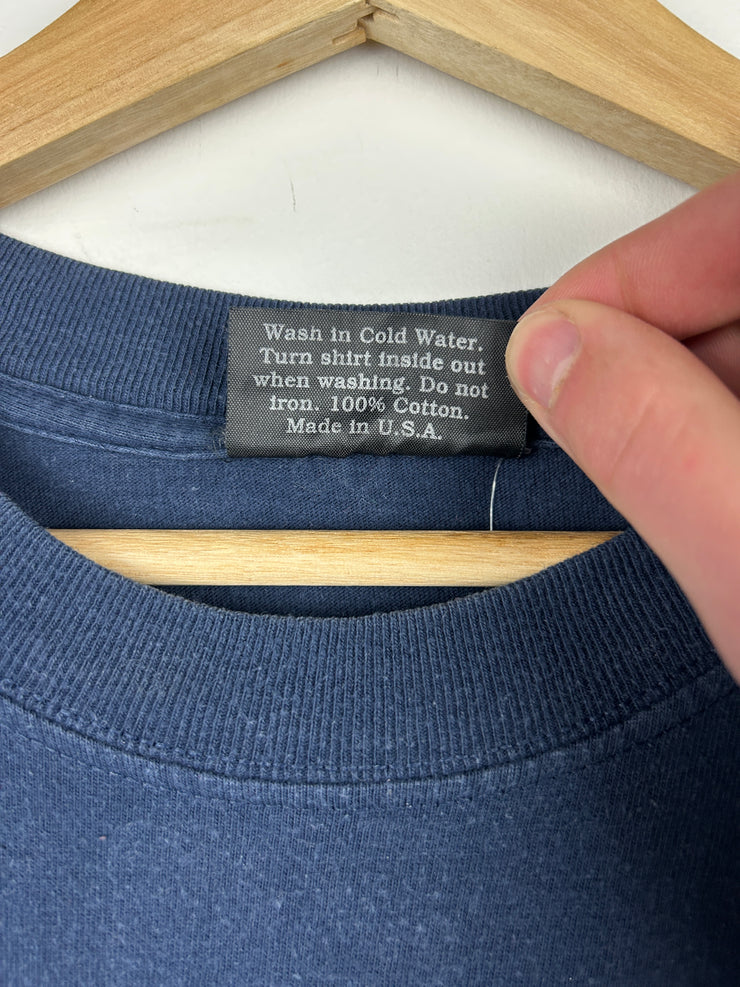 Wash in Cold Water.
Turn shirt inside out
when washing. Do not
iron. 100% Cotton.
Made in U.S.A.